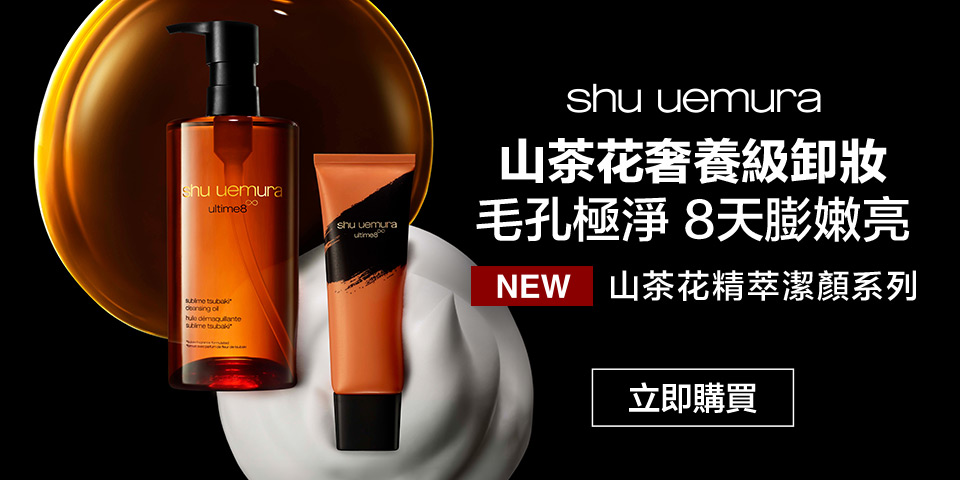 shu uemura
山茶花奢養級卸妝
毛孔極淨 8天膨嫩亮
NEW 山茶花精萃潔顏系列
立即購買
shu uemura
ultime8∞
sublime tsubaki*
cleansing oil
huile démaquillante
sublime tsubaki*
shu uemura
ultime8∞